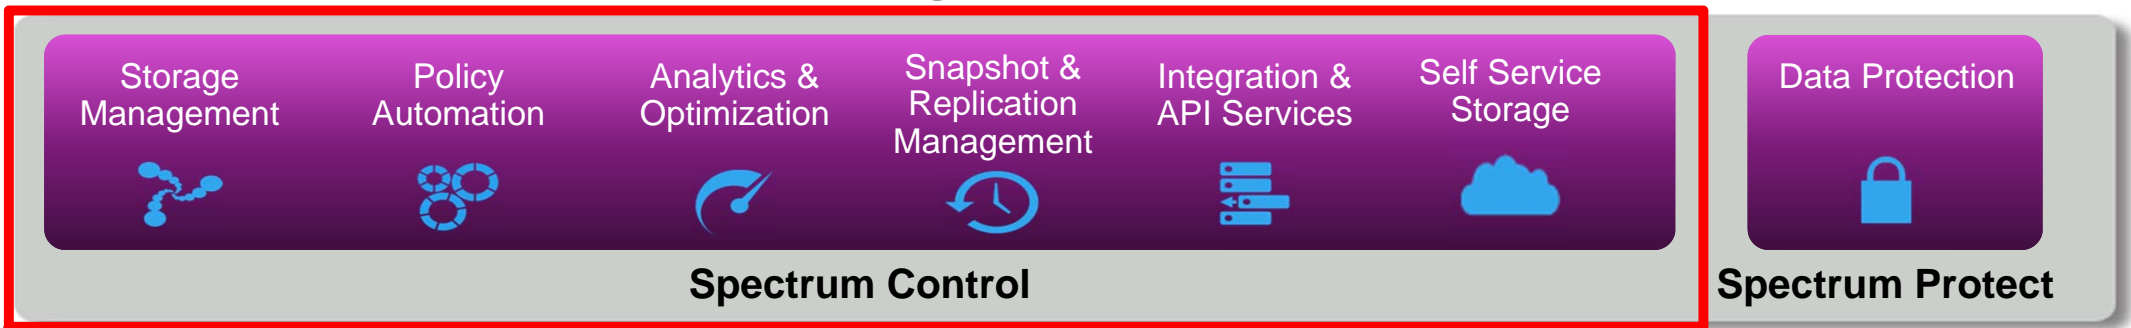 Storage
Management
Policy
Automation
Analytics &
Optimization
Snapshot &
Replication
Management
Integration &
API Services
Self Service
Storage
Data Protection
Spectrum Control
Spectrum Protect